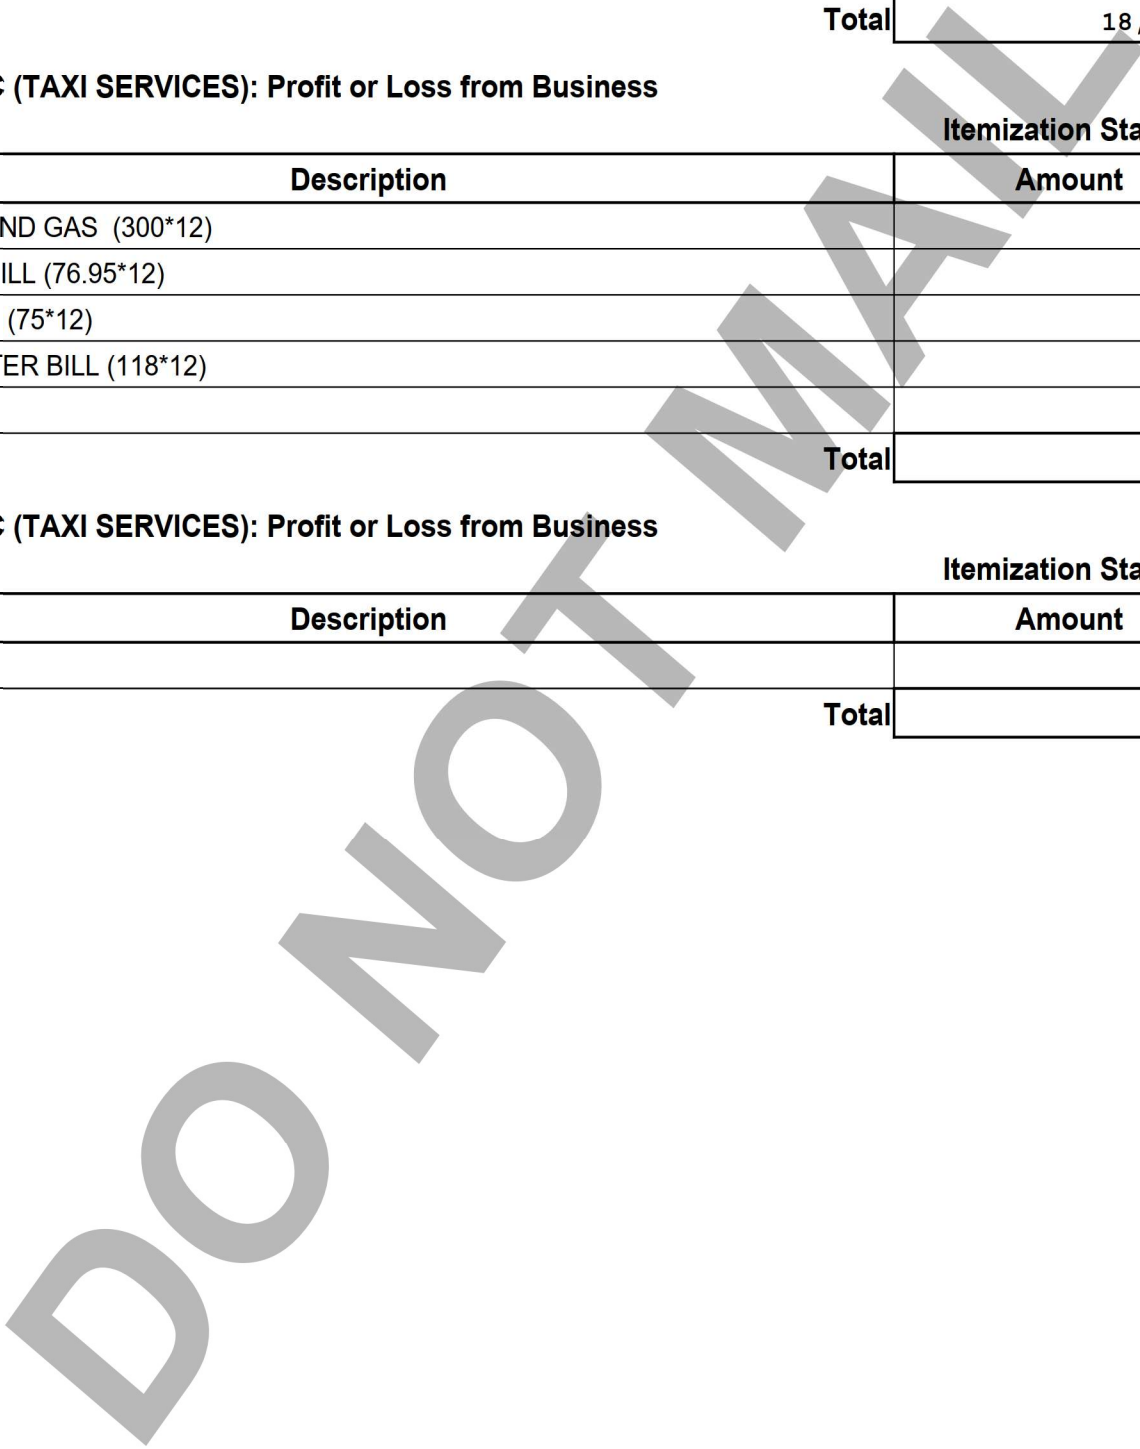 Total 18,
C (TAXI SERVICES): Profit or Loss from Business
Itemization Sta
Description Amount
ND GAS (300*12)
ILL (76.95*12)
(75*12)
TER BILL (118*12)
Total
C (TAXI SERVICES): Profit or Loss from Business
Itemization Sta
Description Amount
Total
DO NOT MAIL